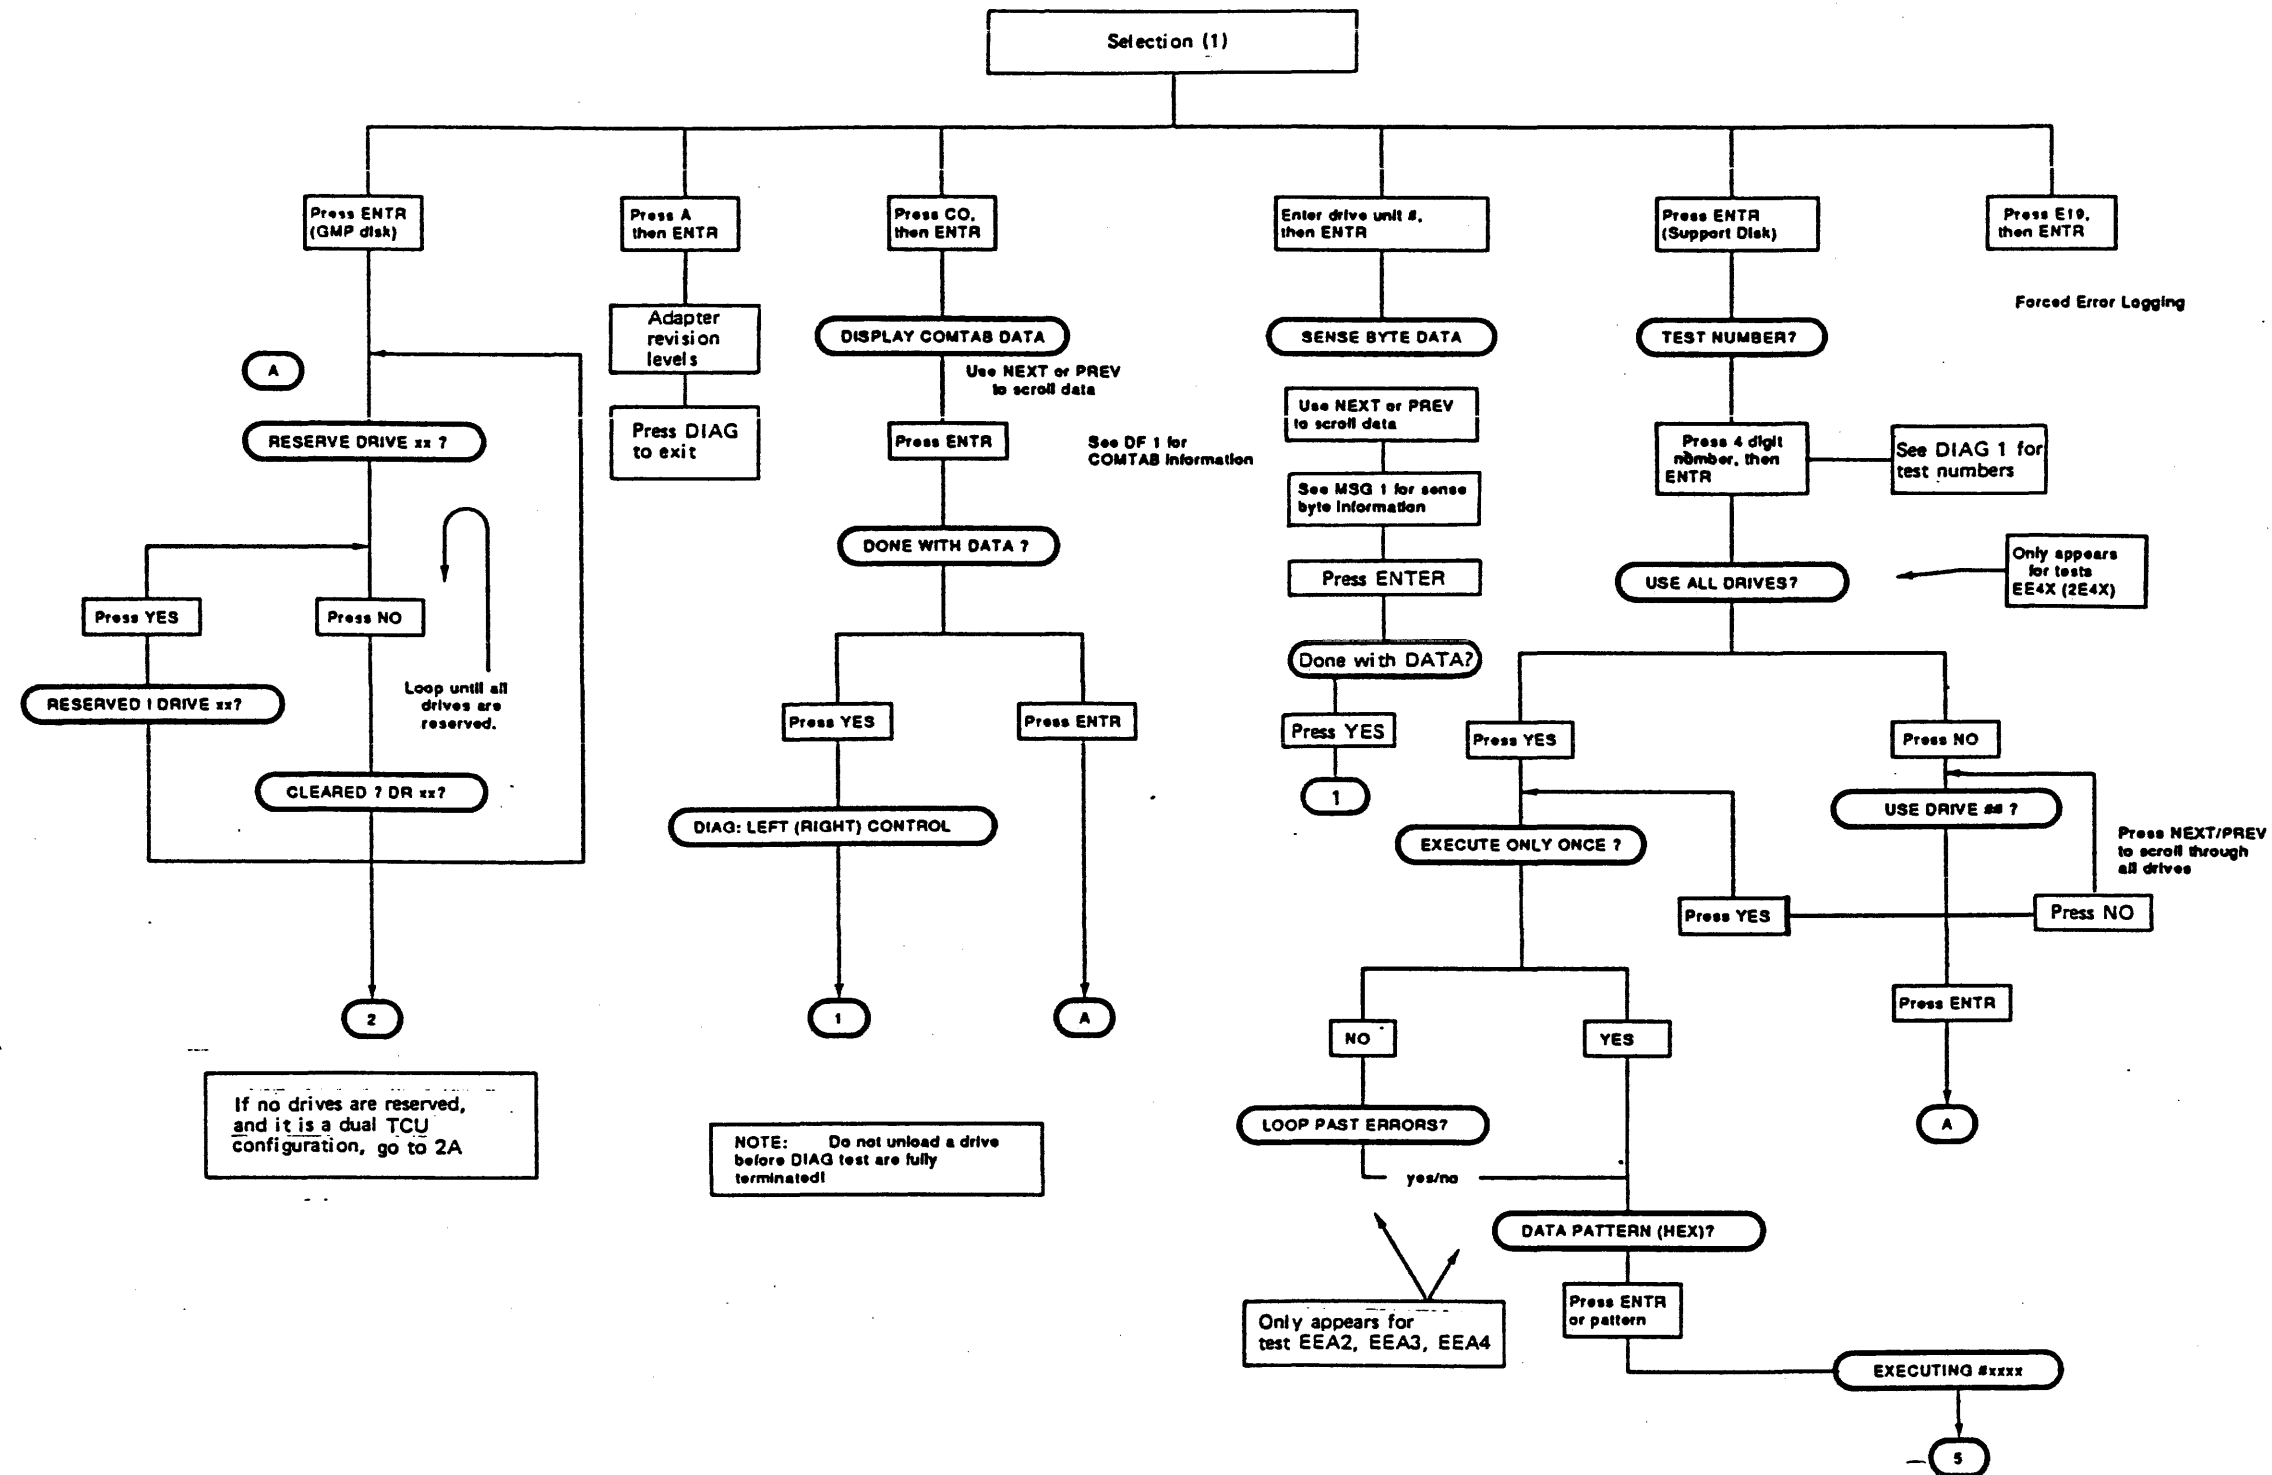 Selection (1)
Press ENTR
(GMP disk)
Press A
then ENTR
Press CO,
then ENTR
Enter drive unit #,
then ENTR
Press ENTR
(Support Disk)
Press E19,
then ENTR
Adapter
revision
levels
Forced Error Logging
DISPLAY COMTAB DATA
SENSE BYTE DATA
TEST NUMBER?
A
Use NEXT or PREV
to scroll data
Press DIAG
to exit
Use NEXT or PREV
to scroll data
RESERVE DRIVE xx ?
Press ENTR
See DF 1 for
COMTAB information
Press 4 digit
number, then
ENTR
See DIAG 1 for
test numbers
See MSG 1 for sense
byte information
DONE WITH DATA ?
Press ENTER
USE ALL DRIVES?
Only appears
for tests
EE4X (2E4X)
Press YES
Press NO
Done with DATA?
Loop until all
drives are
reserved.
RESERVED ! DRIVE xx?
Press YES
Press ENTR
Press YES
Press YES
Press NO
CLEARED ? DR xx?
1
USE DRIVE ## ?
DIAG: LEFT (RIGHT) CONTROL
EXECUTE ONLY ONCE ?
Press NEXT/PREV
to scroll through
all drives
Press YES
Press NO
2
1
A
Press ENTR
NO
YES
If no drives are reserved,
and it is a dual TCU
configuration, go to 2A
NOTE: Do not unload a drive
before DIAG test are fully
terminated!
LOOP PAST ERRORS?
A
yes/no
DATA PATTERN (HEX)?
Press ENTR
or pattern
Only appears for
test EEA2, EEA3, EEA4
EXECUTING #xxxx
5